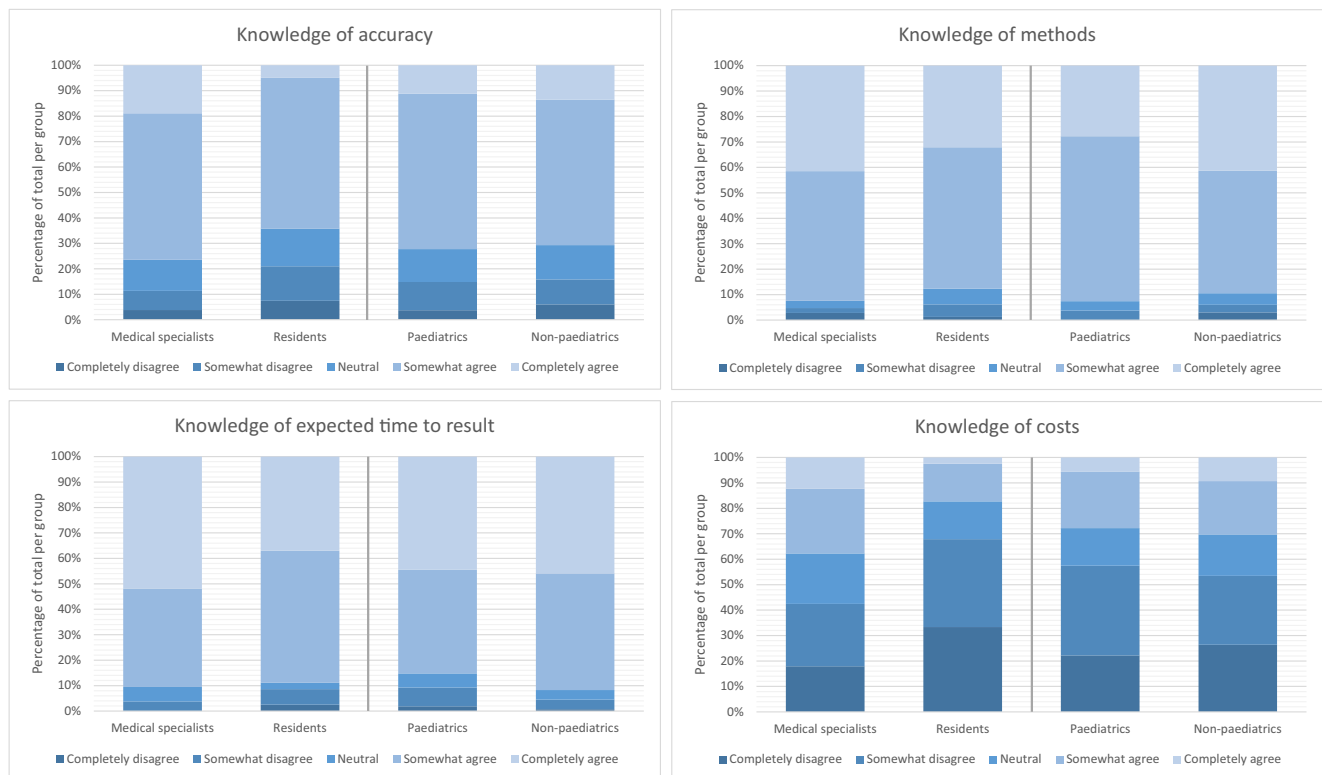 Knowledge of accuracy
Percentage of total per group
100%
90%
80%
70%
60%
50%
40%
30%
20%
10%
0%
Medical specialists Residents Paediatrics Non-paediatrics
Completely disagree Somewhat disagree Neutral Somewhat agree Completely agree
Knowledge of methods
Percentage of total per group
100%
90%
80%
70%
60%
50%
40%
30%
20%
10%
0%
Medical specialists Residents Paediatrics Non-paediatrics
Completely disagree Somewhat disagree Neutral Somewhat agree Completely agree
Knowledge of expected time to result
Percentage of total per group
100%
90%
80%
70%
60%
50%
40%
30%
20%
10%
0%
Medical specialists Residents Paediatrics Non-paediatrics
Completely disagree Somewhat disagree Neutral Somewhat agree Completely agree
Knowledge of costs
Percentage of total per group
100%
90%
80%
70%
60%
50%
40%
30%
20%
10%
0%
Medical specialists Residents Paediatrics Non-paediatrics
Completely disagree Somewhat disagree Neutral Somewhat agree Completely agree